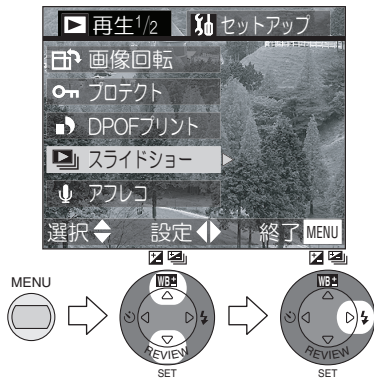 再生1/2 セットアップ
画像回転
プロテクト
DPOFプリント
スライドショー
アフレコ
選択 設定 終了 MENU
MENU
WB±
REVIEW
SET
WB±
REVIEW
SET